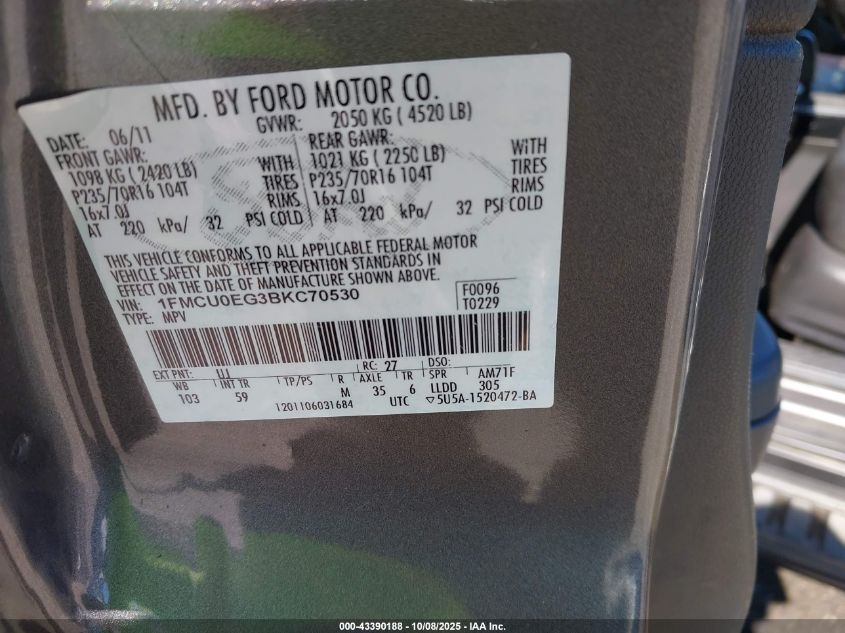 MFD. BY FORD MOTOR CO.
DATE: 06/11 GVWR: 2050 KG ( 4520 LB)
FRONT GAWR: REAR GAWR:
1098 KG ( 2420 LB) WITH 1021 KG ( 2250 LB) WITH
P235/70R16 104T TIRES P235/70R16 104T TIRES
16x7.0J RIMS 16x7.0J RIMS
AT 220 kPa/ 32 PSI COLD AT 220 kPa/ 32 PSI COLD
THIS VEHICLE CONFORMS TO ALL APPLICABLE FEDERAL MOTOR
VEHICLE SAFETY AND THEFT PREVENTION STANDARDS IN
EFFECT ON THE DATE OF MANUFACTURE SHOWN ABOVE.
VIN: 1FMCU0EG3BKC70530 F0096
TYPE: MPV T0229
EXT PNT: UJ RC: 27 DSO:
WB INT TR TP/PS R AXLE TR SPR AM71F
103 59 M 35 6 LLDD 305
1201106031684 UTC ▽5U5A-1520472-BA
000-43390188 - 10/08/2025 - IAA Inc.